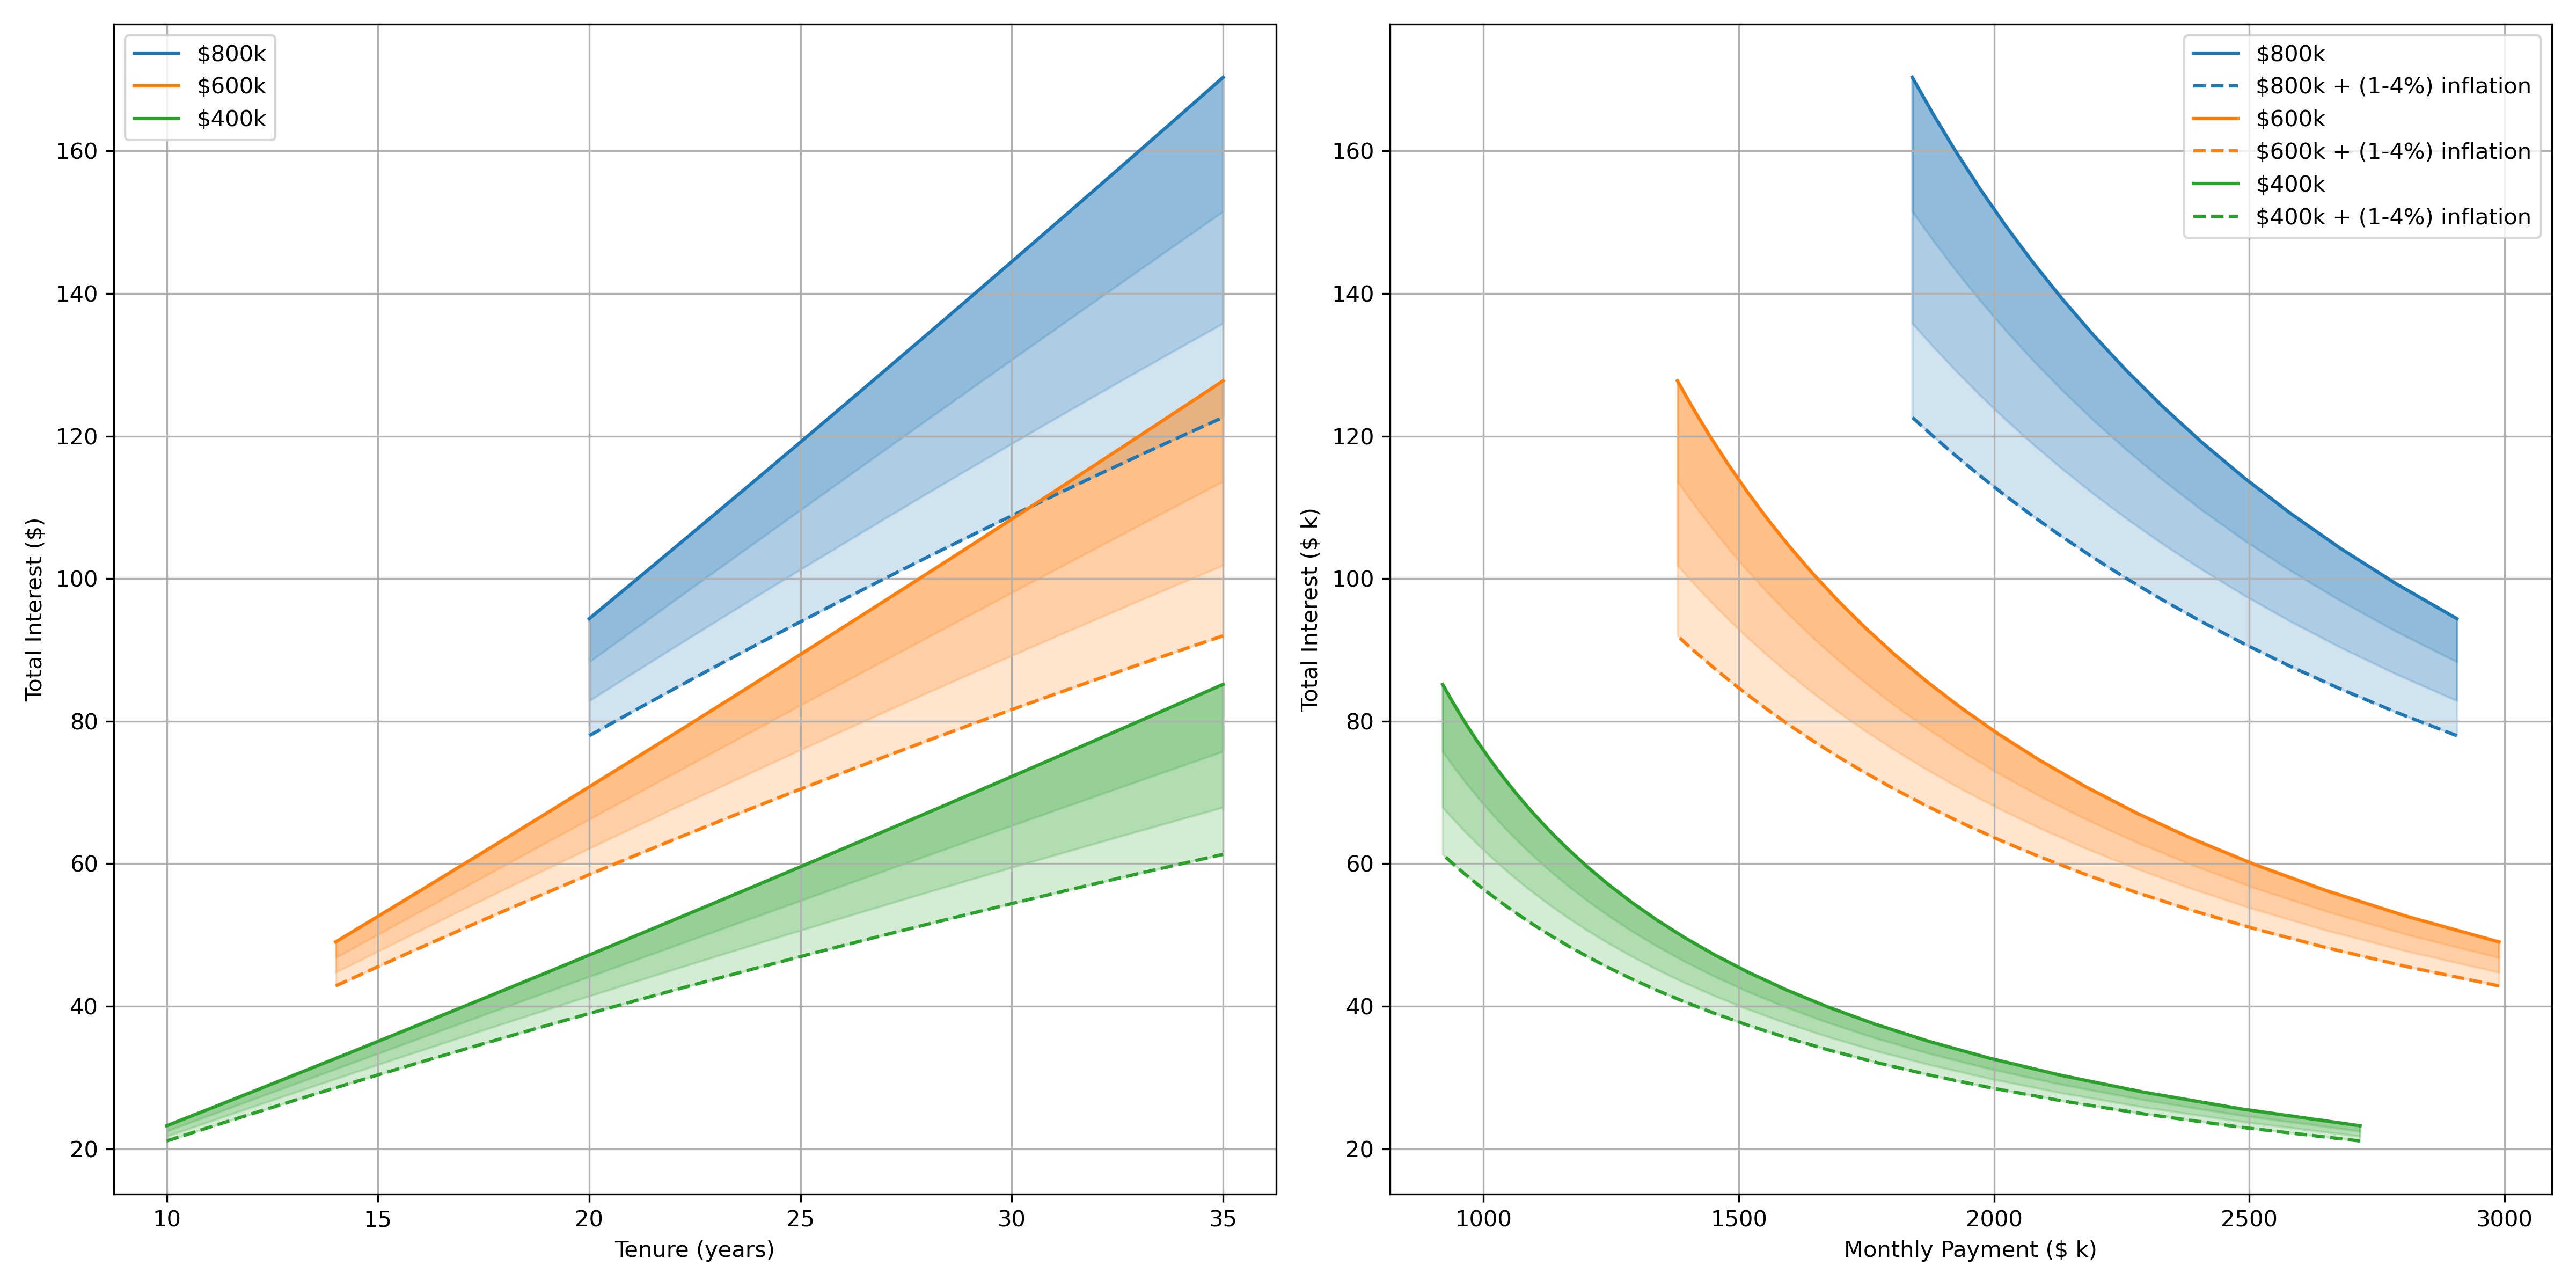 $800k
$600k
$400k
160
140
120
100
80
60
40
20
Total Interest ($)
10
15
20
25
30
35
Tenure (years)
$800k
$800k + (1-4%) inflation
$600k
$600k + (1-4%) inflation
$400k
$400k + (1-4%) inflation
160
140
120
100
80
60
40
20
Total Interest ($ k)
1000
1500
2000
2500
3000
Monthly Payment ($ k)